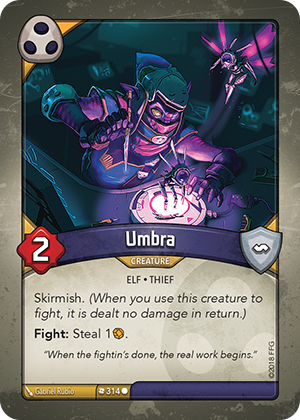 Umbra
2
CREATURE
ELF • THIEF
Skirmish. (When you use this creature to
fight, it is dealt no damage in return.)
Fight: Steal 1.
"When the fightin's done, the real work begins."
©2018 FFG
Gabriel Rubio
314